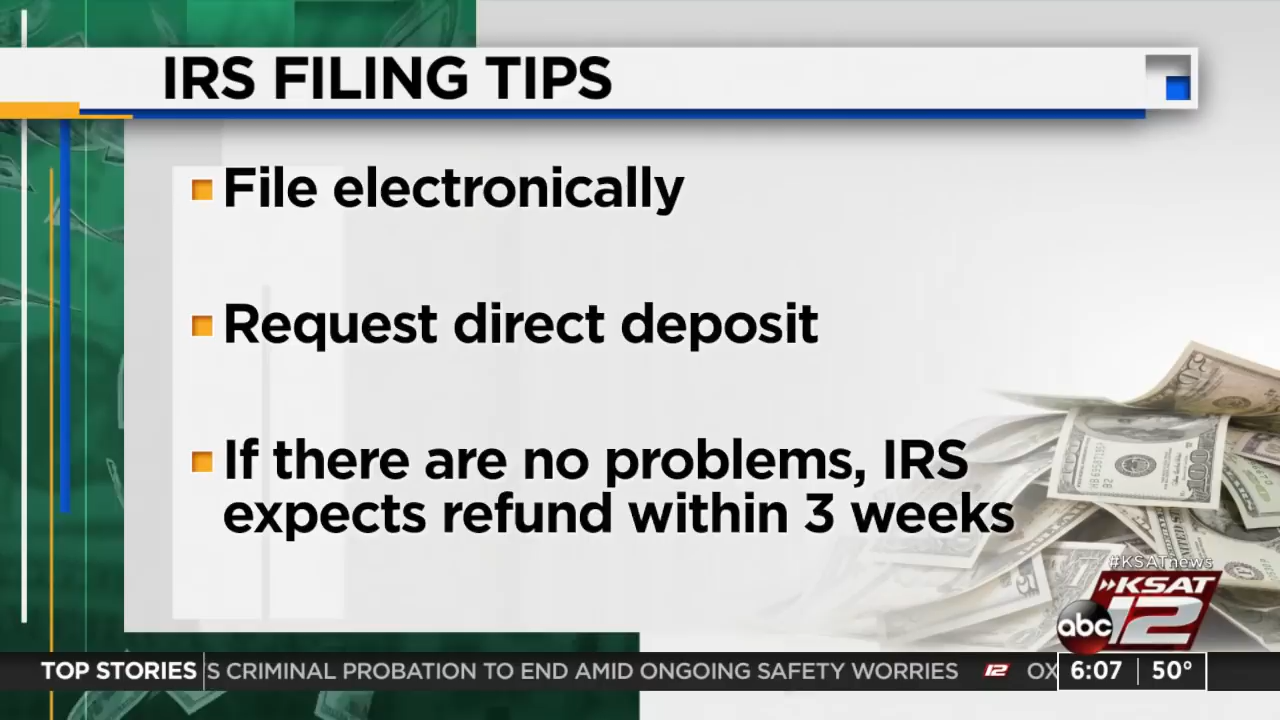 IRS FILING TIPS
File electronically
Request direct deposit
If there are no problems, IRS
expects refund within 3 weeks
#KSATnews
KSAT
abc 12
TOP STORIES 'S CRIMINAL PROBATION TO END AMID ONGOING SAFETY WORRIES 12 OX 6:07 50°